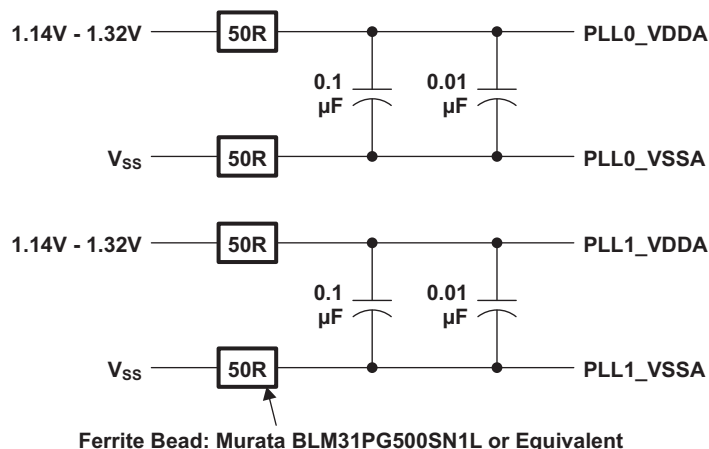 1.14V - 1.32V 50R PLL0_VDDA
0.1 µF 0.01 µF
VSS 50R PLL0_VSSA
1.14V - 1.32V 50R PLL1_VDDA
0.1 µF 0.01 µF
VSS 50R PLL1_VSSA
Ferrite Bead: Murata BLM31PG500SN1L or Equivalent